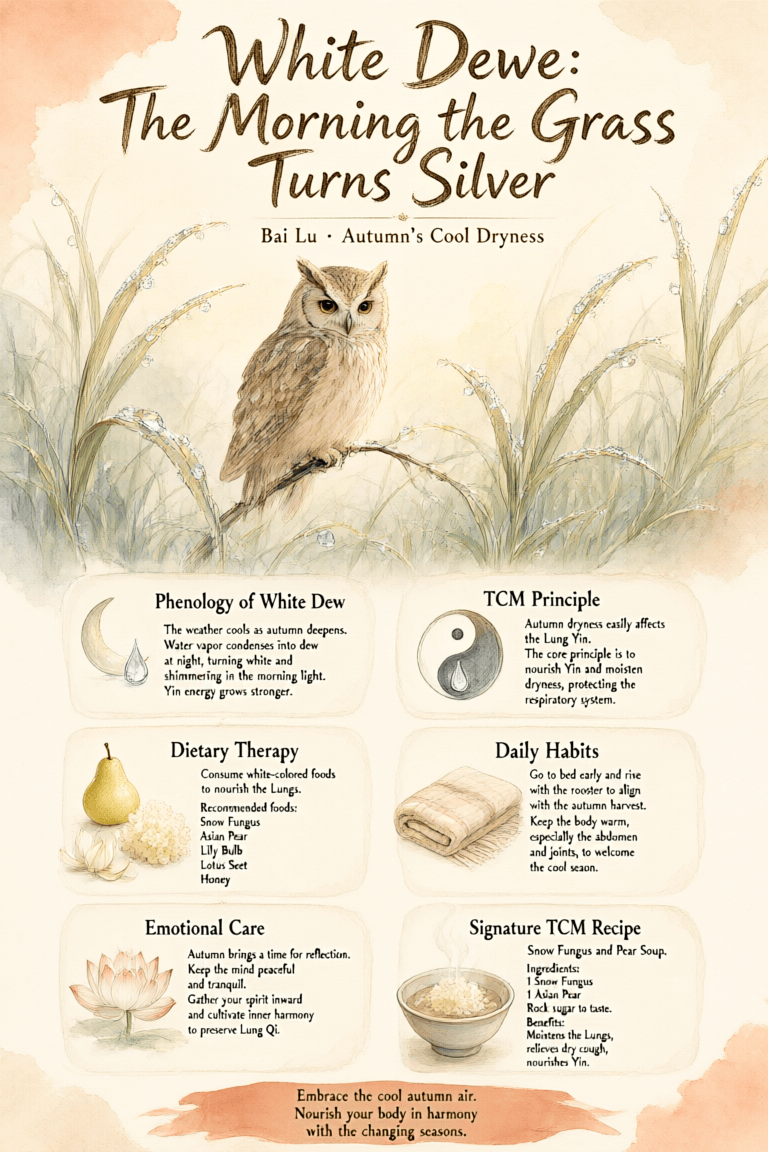 White Dewe:
The Morning the Grass
Turns Silver
Bai Lu · Autumn's Cool Dryness
Phenology of White Dew
The weather cools as autumn deepens.
Water vapor condenses into dew
at night, turning white and
shimmering in the morning light.
Yin energy grows stronger.
TCM Principle
Autumn dryness easily affects
the Lung Yin.
The core principle is to
nourish Yin and moisten
dryness, protecting the
respiratory system.
Dietary Therapy
Consume white-colored foods
to nourish the Lungs.
Recommended foods:
Snow Fungus
Asian Pear
Lily Bulb
Lotus Seet
Honey
Daily Habits
Go to bed early and rise
with the rooster to align
with the autumn harvest.
Keep the body warm,
especially the abdomen
and joints, to welcome
the cool seaon.
Emotional Care
Autumn brings a time for reflection.
Keep the mind peaceful
and tranquil.
Gather your spirit inward
and cultivate inner harmony
to preserve Lung Qi.
Signature TCM Recipe
Snow Fungus and Pear Soup.
Ingredients:
1 Snow Fungus
1 Asian Pear
Rock sugar to taste.
Benefits:
Moistens the Lungs,
relieves dry cough,
nourishes Yin.
Embrace the cool autumn air.
Nourish your body in harmony
with the changing seasons.